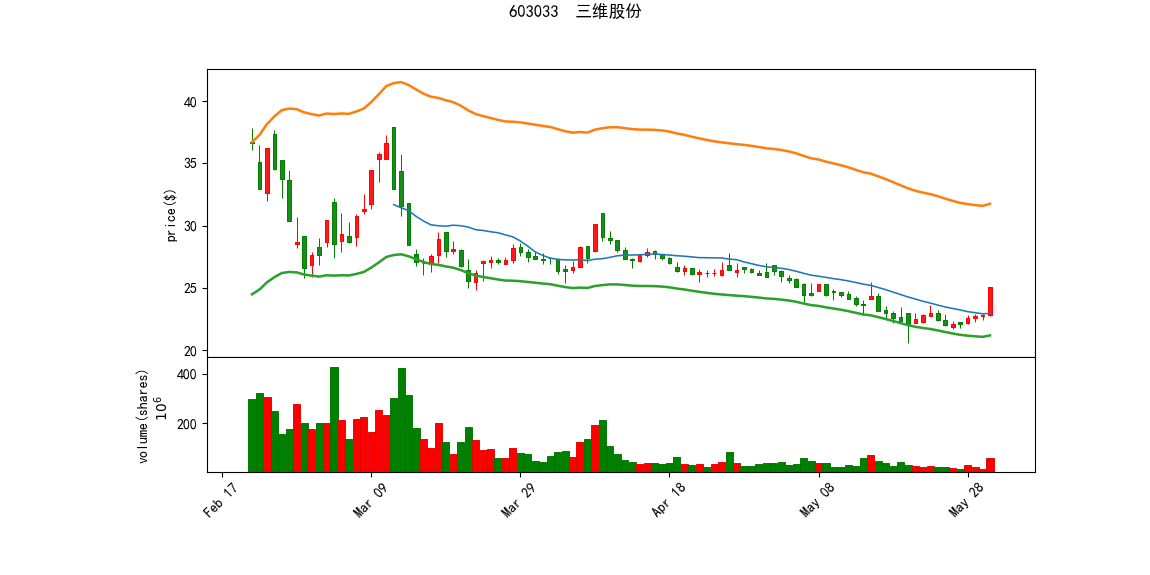 603033  三维股份
price($)
40
35
30
25
20
volume(shares)
10^6
400
200
Feb 17
Mar 09
Mar 29
Apr 18
May 08
May 28